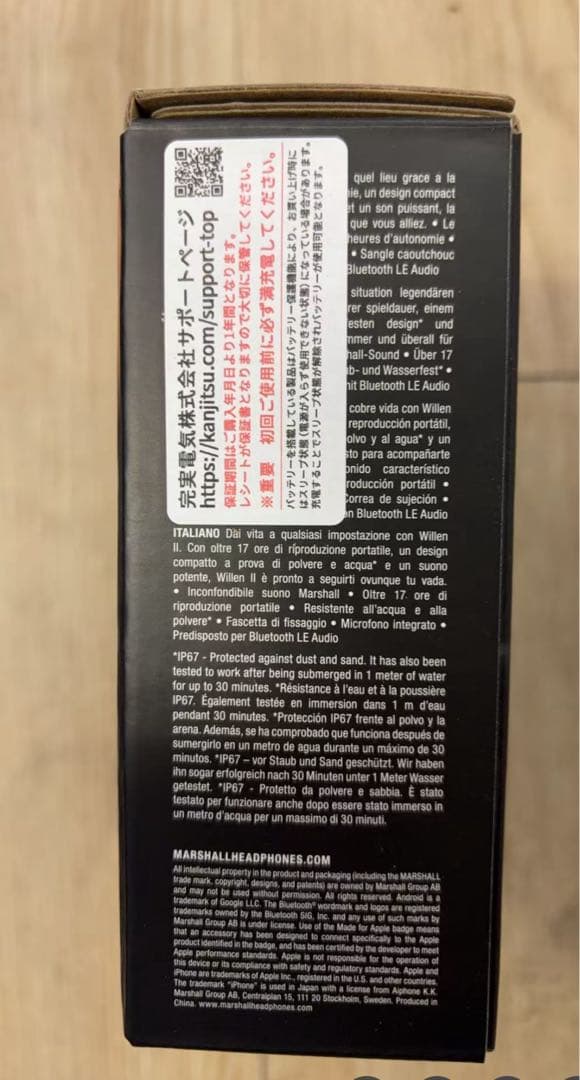 完実電気株式会社サポートページ
https://kanjitsu.com/support-top
保証期間はご購入年月日より1年間となります。
レシートが保証書となりますので大切に保管してください。
※重要 初回ご使用前に必ず満充電してください。
バッテリーを搭載している製品はバッテリー保護機能により、お買い上げ時に
はスリープ状態(電源が入らず使用できない状態)になっている場合があります。
充電することでスリープ状態が解除されバッテリーが使用可能となります。
quel lieu grace a la
ie, un design compact
et un son puissant, la
que vous alliez. • Le
heures d'autonomie •
• Sangle caoutchouc
Bluetooth LE Audio
situation legendären
rer spieldauer, einem
esten design* und
mmer und überall für
hall-Sound • Über 17
b- und Wasserfest* •
it Bluetooth LE Audio
cobre vida con Willen
reproducción portátil,
olvo y al agua* y un
sto para acompañarte
onido característico
roducción portátil •
Correa de sujeción •
n Bluetooth LE Audio
ITALIANO Dai vita a qualsiasi impostazione con Willen
II. Con oltre 17 ore di riproduzione portatile, un design
compatto a prova di polvere e acqua* e un suono
potente, Willen II è pronto a seguirti ovunque tu vada.
• Inconfondibile suono Marshall • Oltre 17 ore di
riproduzione portatile • Resistente all'acqua e alla
polvere* • Fascetta di fissaggio • Microfono integrato •
Predisposto per Bluetooth LE Audio
*IP67 - Protected against dust and sand. It has also been
tested to work after being submerged in 1 meter of water
for up to 30 minutes. *Résistance à l'eau et à la poussière
IP67. Également testée en immersion dans 1 m d'eau
pendant 30 minutes. *Protección IP67 frente al polvo y la
arena. Además, se ha comprobado que funciona después de
sumergirlo en un metro de agua durante un máximo de 30
minutos. *IP67 – vor Staub und Sand geschützt. Wir haben
ihn sogar erfolgreich nach 30 Minuten unter 1 Meter Wasser
getestet. *IP67 - Protetto da polvere e sabbia. È stato
testato per funzionare anche dopo essere stato immerso in
un metro d'acqua per un massimo di 30 minuti.
MARSHALLHEADPHONES.COM
All intellectual property in the product and packaging (including the MARSHALL
trade mark, copyright, designs, and patents) are owned by Marshall Group AB
and may not be used without permission. All rights reserved. Android is a
trademark of Google LLC. The Bluetooth® wordmark and logos are registered
trademarks owned by the Bluetooth SIG, Inc. and any use of such marks by
Marshall Group AB is under license. Use of the Made for Apple badge means
that an accessory has been designed to connect specifically to the Apple
product identified in the badge, and has been certified by the developer to meet
Apple performance standards. Apple is not responsible for the operation of
this device or its compliance with safety and regulatory standards. Apple and
iPhone are trademarks of Apple Inc., registered in the U.S. and other countries.
The trademark "iPhone" is used in Japan with a license from Aiphone K.K.
Marshall Group AB, Centralplan 15, 111 20 Stockholm, Sweden. Produced in
China. www.marshallheadphones.com